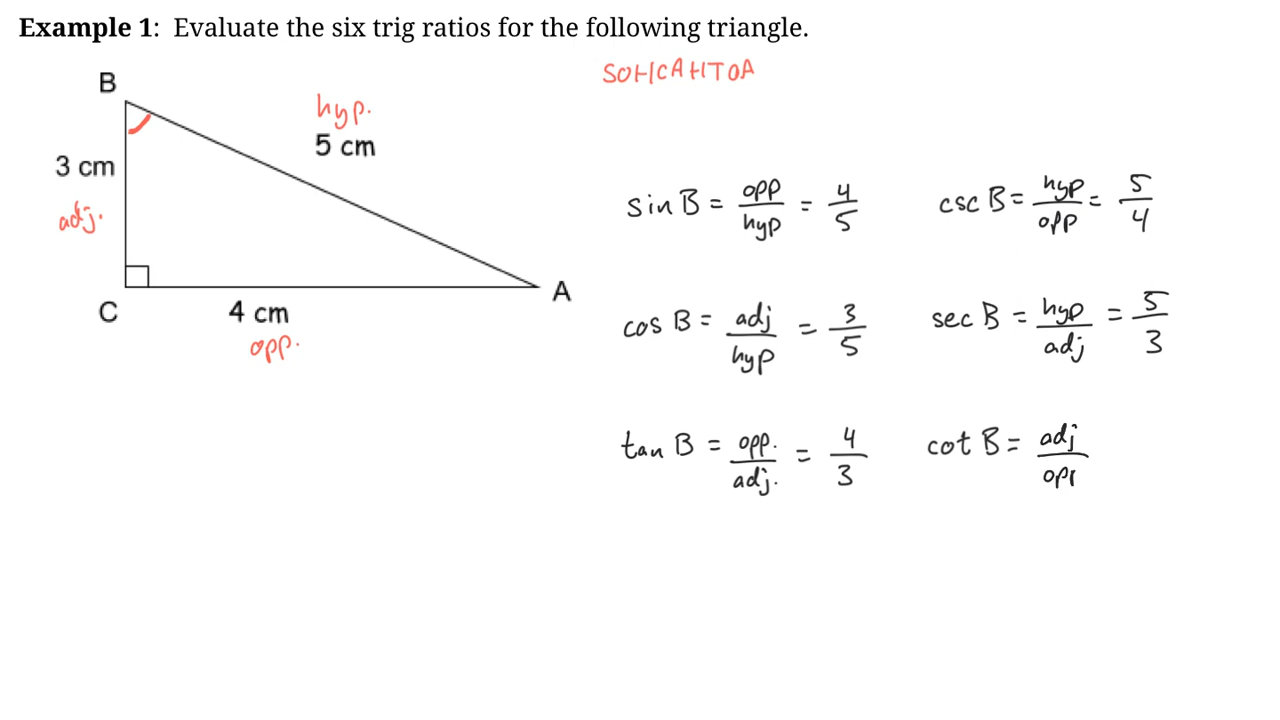 Example 1: Evaluate the six trig ratios for the following triangle.
SOHCAHTOA
B
hyp.
5 cm
3 cm
adj.
C
4 cm
opp.
A
sin B = opp/hyp = 4/5
csc B = hyp/opp = 5/4
cos B = adj/hyp = 3/5
sec B = hyp/adj = 5/3
tan B = opp./adj. = 4/3
cot B = adj/